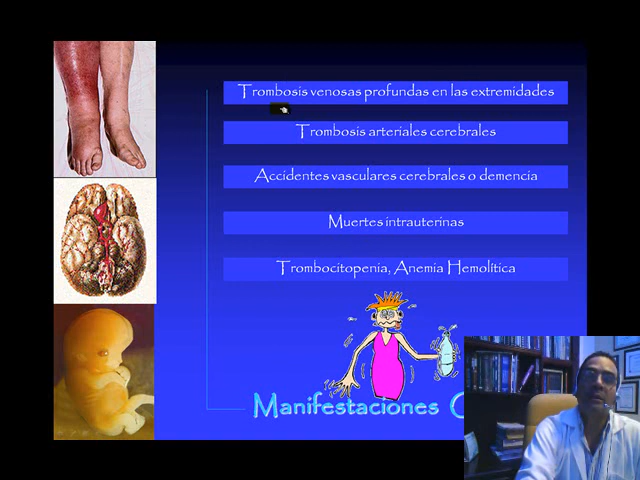 Trombosis venosas profundas en las extremidades
Trombosis arteriales cerebrales
Accidentes vasculares cerebrales o demencia
Muertes intrauterinas
Trombocitopenia, Anemia Hemolítica
Manifestaciones